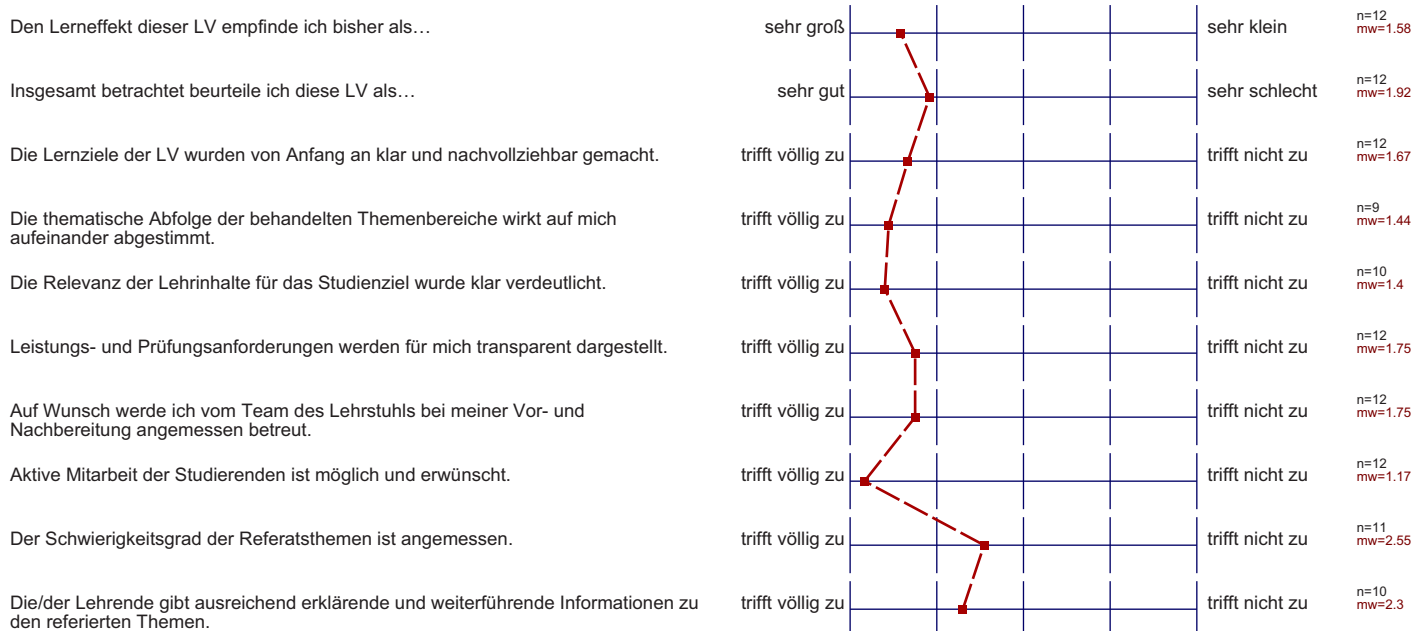 Den Lerneffekt dieser LV empfinde ich bisher als… sehr groß sehr klein n=12
mw=1.58
Insgesamt betrachtet beurteile ich diese LV als… sehr gut sehr schlecht n=12
mw=1.92
Die Lernziele der LV wurden von Anfang an klar und nachvollziehbar gemacht. trifft völlig zu trifft nicht zu n=12
mw=1.67
Die thematische Abfolge der behandelten Themenbereiche wirkt auf mich
aufeinander abgestimmt. trifft völlig zu trifft nicht zu n=9
mw=1.44
Die Relevanz der Lehrinhalte für das Studienziel wurde klar verdeutlicht. trifft völlig zu trifft nicht zu n=10
mw=1.4
Leistungs- und Prüfungsanforderungen werden für mich transparent dargestellt. trifft völlig zu trifft nicht zu n=12
mw=1.75
Auf Wunsch werde ich vom Team des Lehrstuhls bei meiner Vor- und
Nachbereitung angemessen betreut. trifft völlig zu trifft nicht zu n=12
mw=1.75
Aktive Mitarbeit der Studierenden ist möglich und erwünscht. trifft völlig zu trifft nicht zu n=12
mw=1.17
Der Schwierigkeitsgrad der Referatsthemen ist angemessen. trifft völlig zu trifft nicht zu n=11
mw=2.55
Die/der Lehrende gibt ausreichend erklärende und weiterführende Informationen zu
den referierten Themen. trifft völlig zu trifft nicht zu n=10
mw=2.3